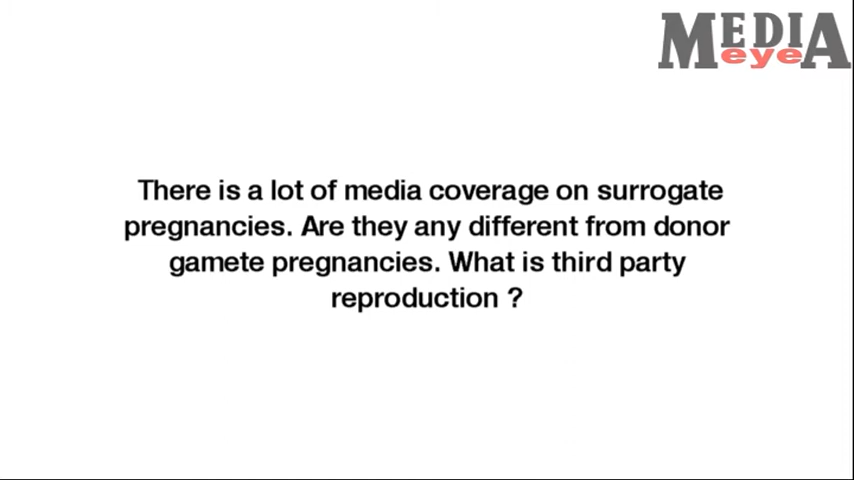 MEDIA
eye
There is a lot of media coverage on surrogate
pregnancies. Are they any different from donor
gamete pregnancies. What is third party
reproduction ?